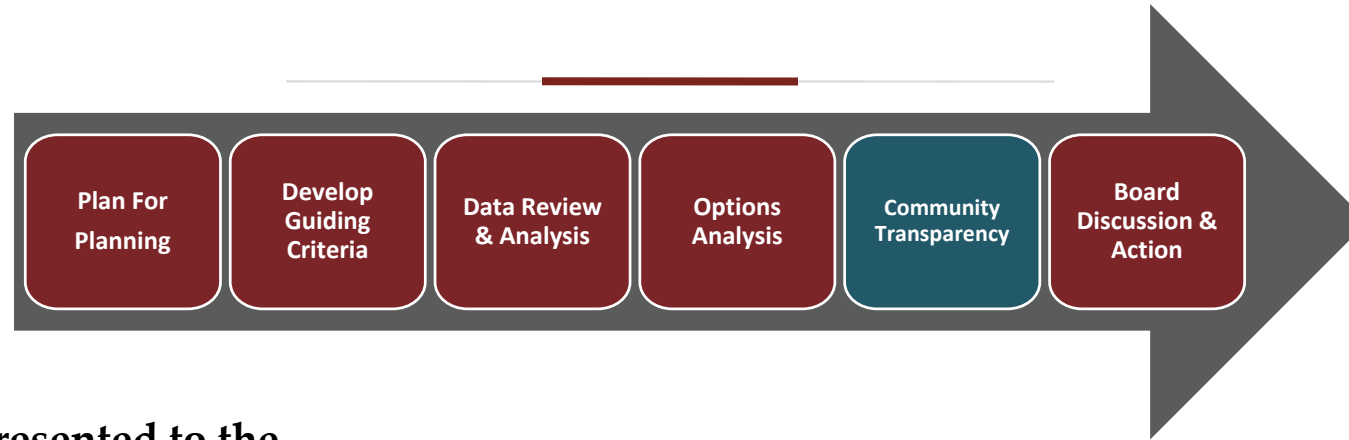 Plan For
Planning
Develop
Guiding
Criteria
Data Review
& Analysis
Options
Analysis
Community
Transparency
Board
Discussion &
Action
resented to the